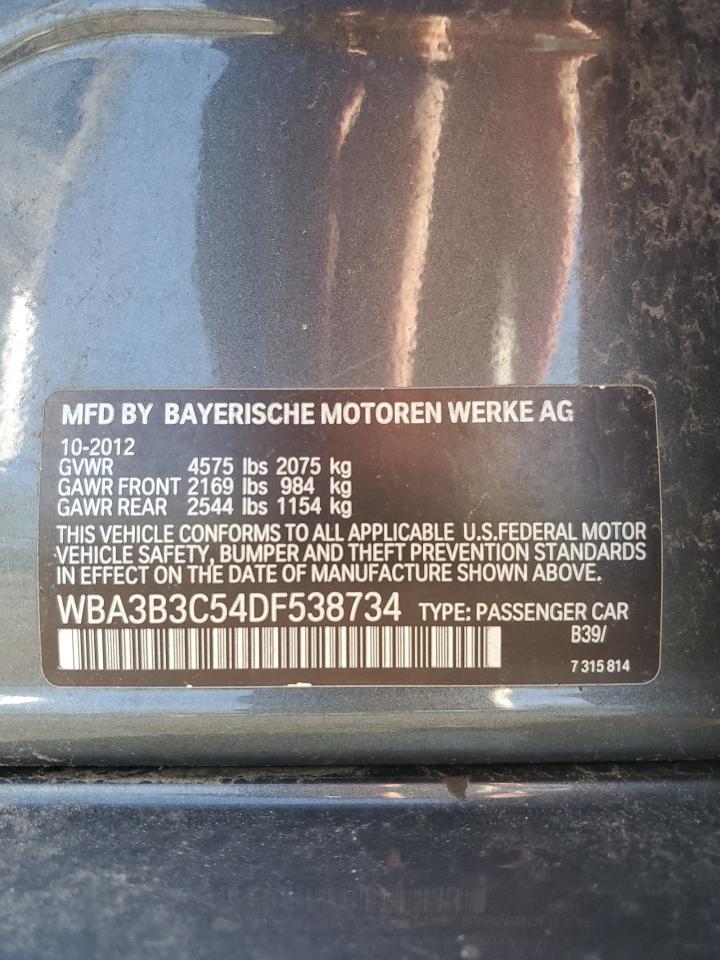 MFD BY BAYERISCHE MOTOREN WERKE AG
10-2012
GVWR 4575 lbs 2075 kg
GAWR FRONT 2169 lbs 984 kg
GAWR REAR 2544 lbs 1154 kg
THIS VEHICLE CONFORMS TO ALL APPLICABLE U.S.FEDERAL MOTOR
VEHICLE SAFETY, BUMPER AND THEFT PREVENTION STANDARDS
IN EFFECT ON THE DATE OF MANUFACTURE SHOWN ABOVE.
WBA3B3C54DF538734 TYPE: PASSENGER CAR
B39/
7 315 814